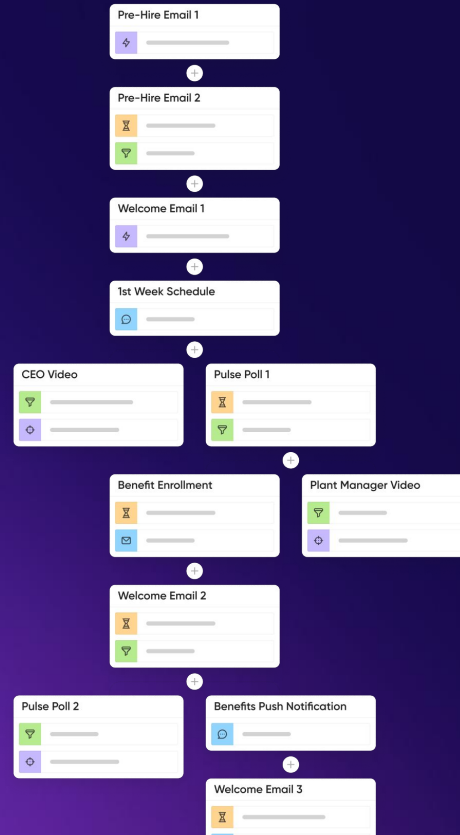 Pre-Hire Email 1
Pre-Hire Email 2
Welcome Email 1
1st Week Schedule
CEO Video
Pulse Poll 1
Benefit Enrollment
Plant Manager Video
Welcome Email 2
Pulse Poll 2
Benefits Push Notification
Welcome Email 3